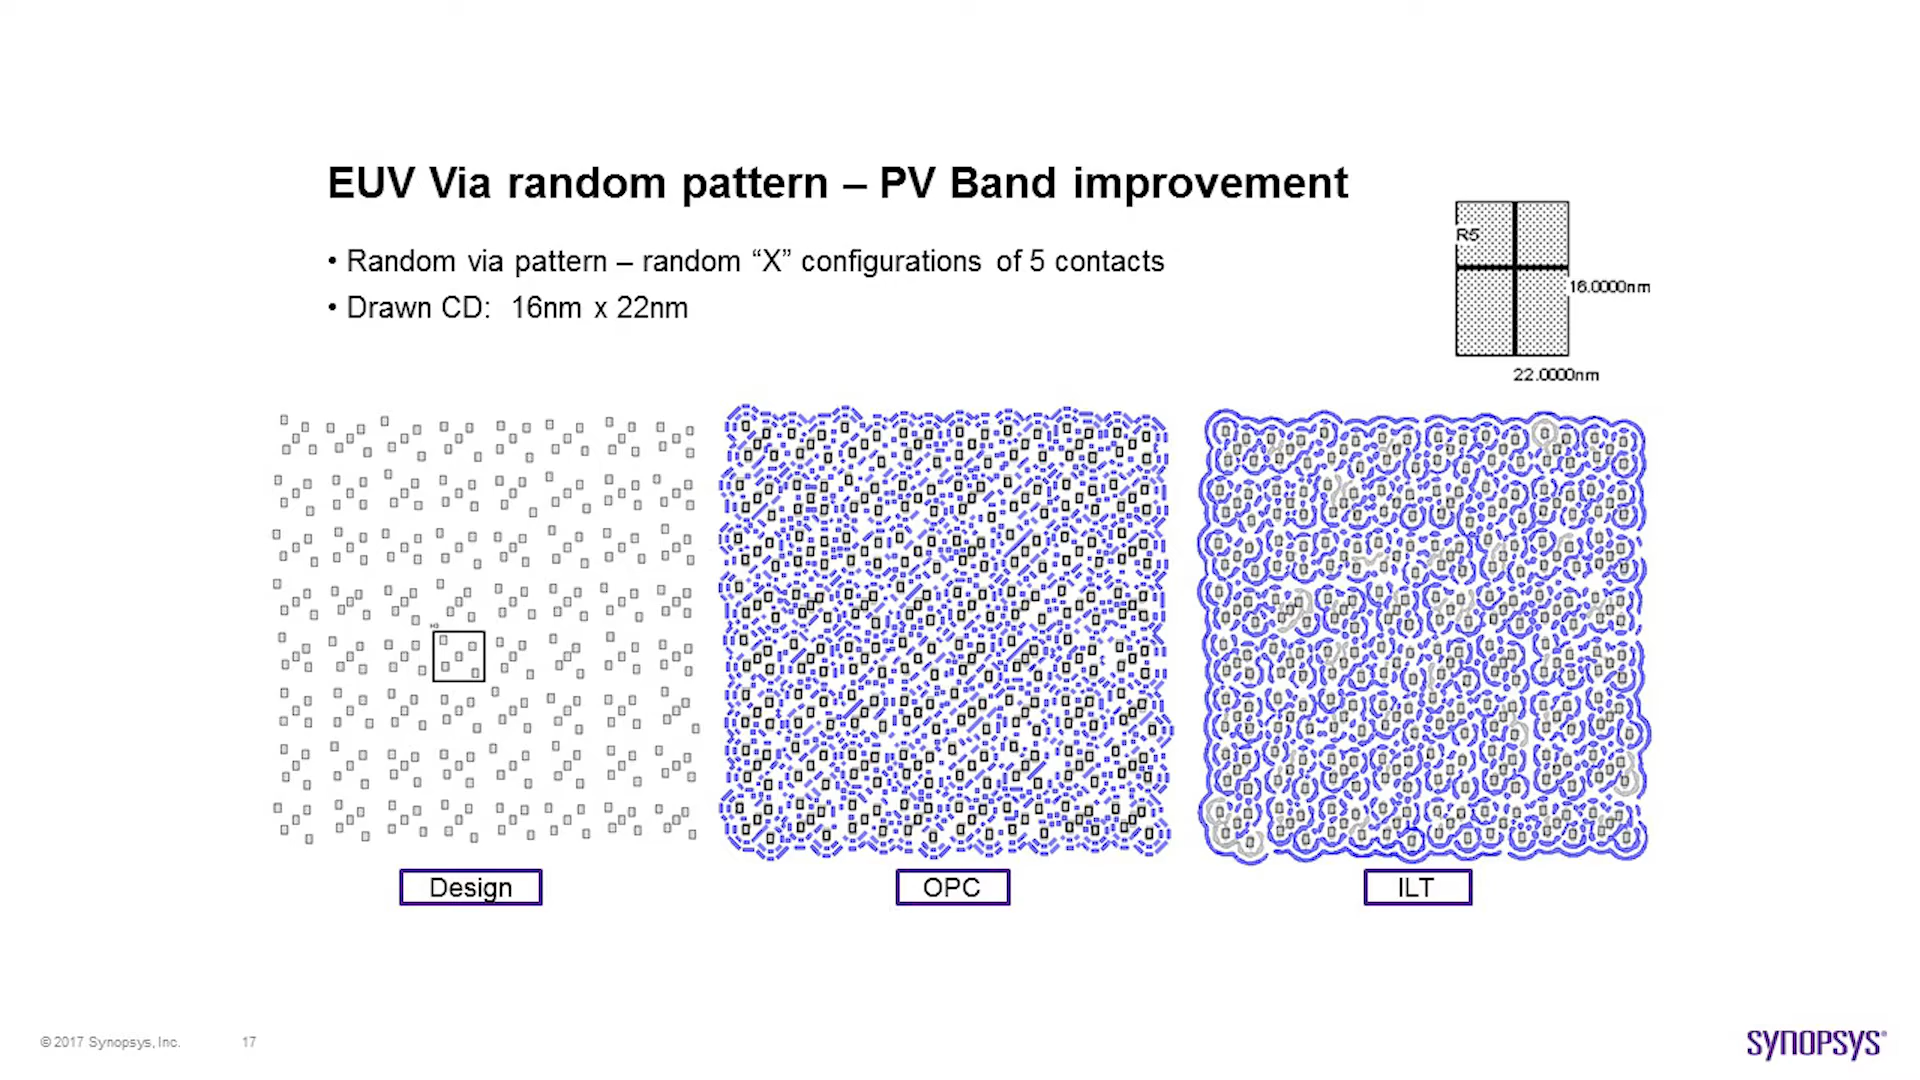 EUV Via random pattern – PV Band improvement
• Random via pattern – random “X” configurations of 5 contacts
• Drawn CD: 16nm x 22nm
R5
16.0000nm
22.0000nm
Design
OPC
ILT
© 2017 Synopsys, Inc.
17
SYNOPSYS®